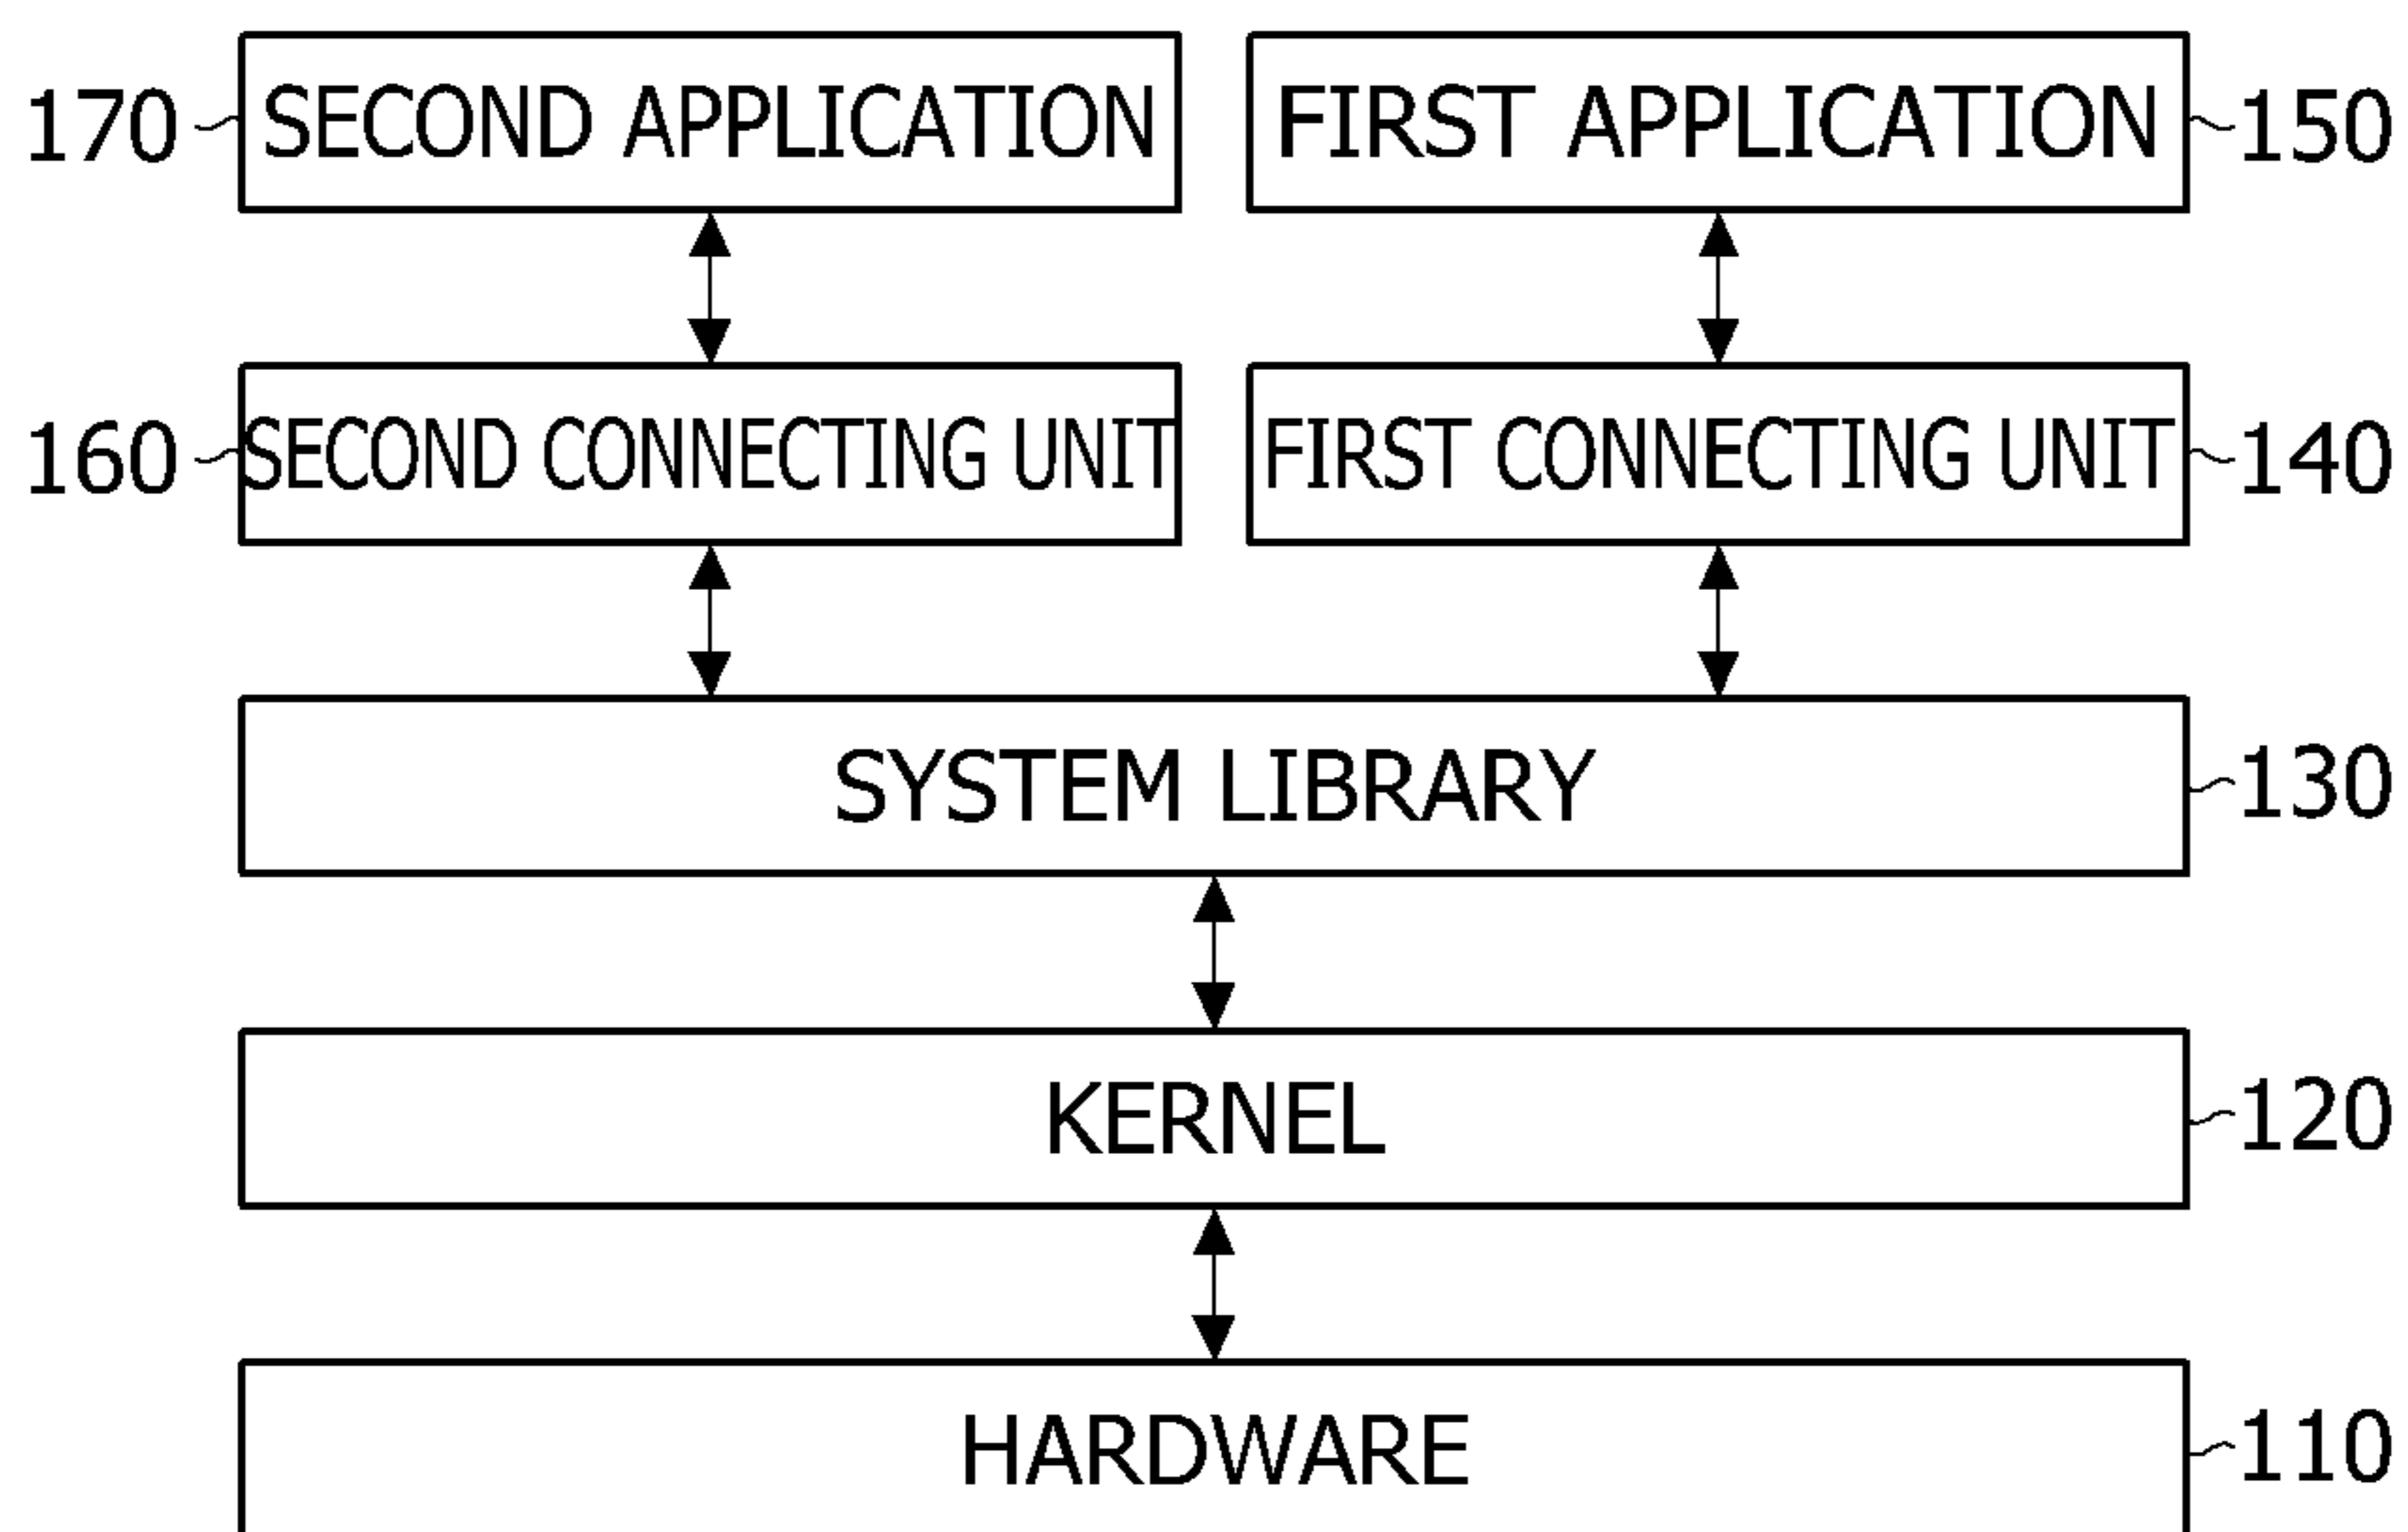 170 SECOND APPLICATION FIRST APPLICATION 150
160 SECOND CONNECTING UNIT FIRST CONNECTING UNIT 140
SYSTEM LIBRARY 130
KERNEL 120
HARDWARE 110